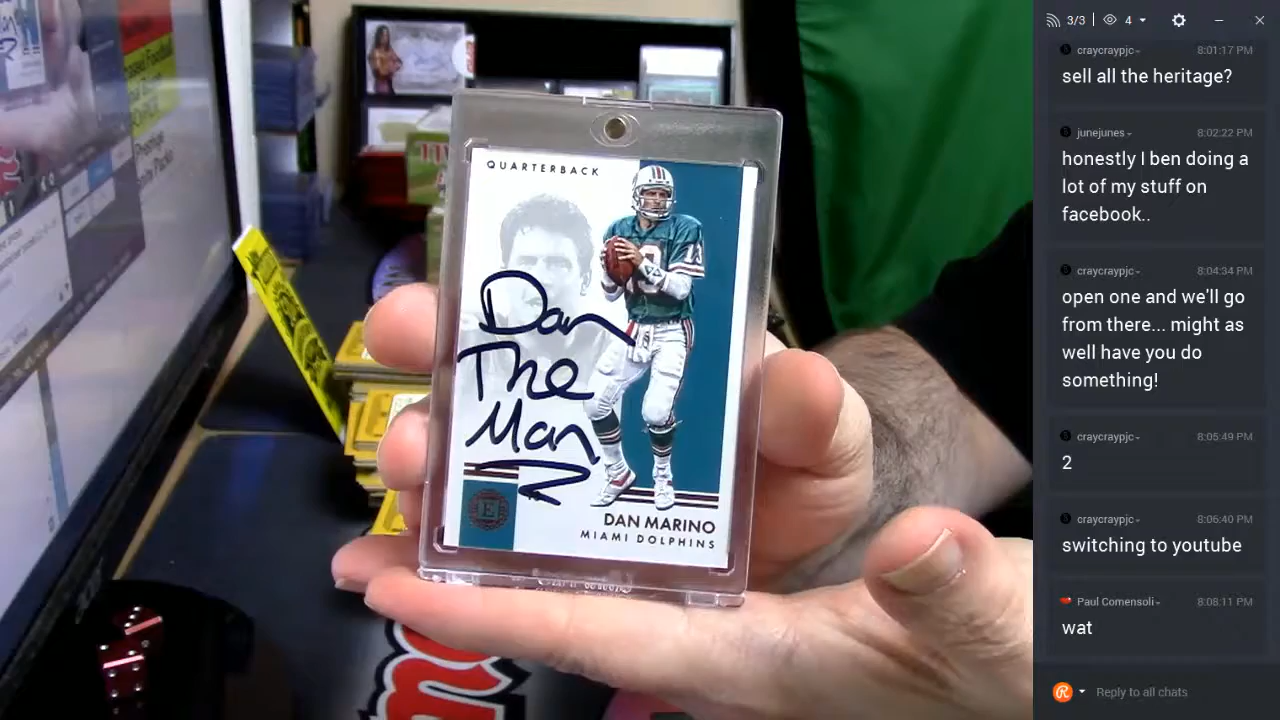 QUARTERBACK
13
Dan
The
Man
E
DAN MARINO
MIAMI DOLPHINS
3/3
4
craycraypjc
8:01:17 PM
sell all the heritage?
junejunes
8:02:22 PM
honestly I ben doing a
lot of my stuff on
facebook..
craycraypjc
8:04:34 PM
open one and we'll go
from there... might as
well have you do
something!
craycraypjc
8:05:49 PM
2
craycraypjc
8:06:40 PM
switching to youtube
Paul Comensoli
8:08:11 PM
wat
Reply to all chats